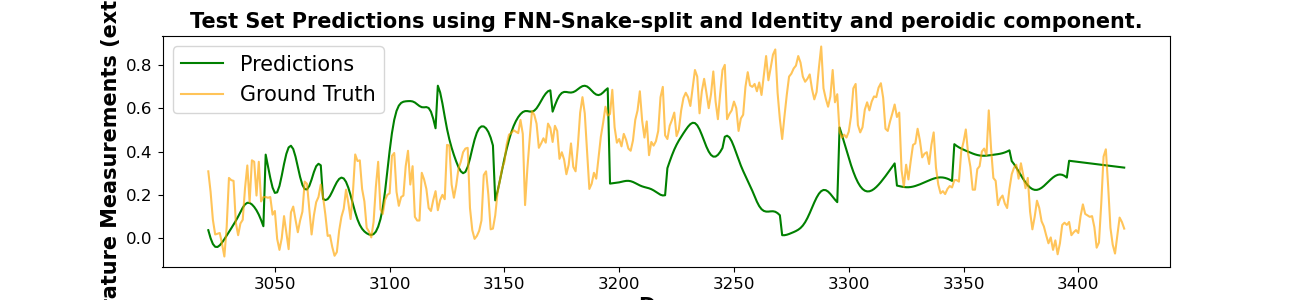 Test Set Predictions using FNN-Snake-split and Identity and peroidic component.
Predictions
Ground Truth
0.8
0.6
0.4
0.2
0.0
3050 3100 3150 3200 3250 3300 3350 3400
Measurements